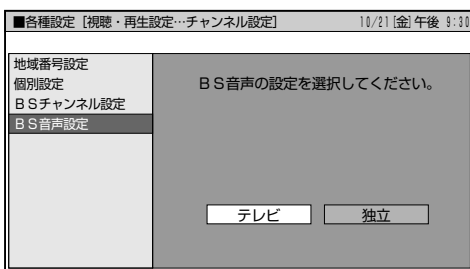 ■各種設定［視聴・再生設定…チャンネル設定］ 10/21［金］午後 9:30
地域番号設定
個別設定
ＢＳチャンネル設定
ＢＳ音声設定
ＢＳ音声の設定を選択してください。
テレビ 独立